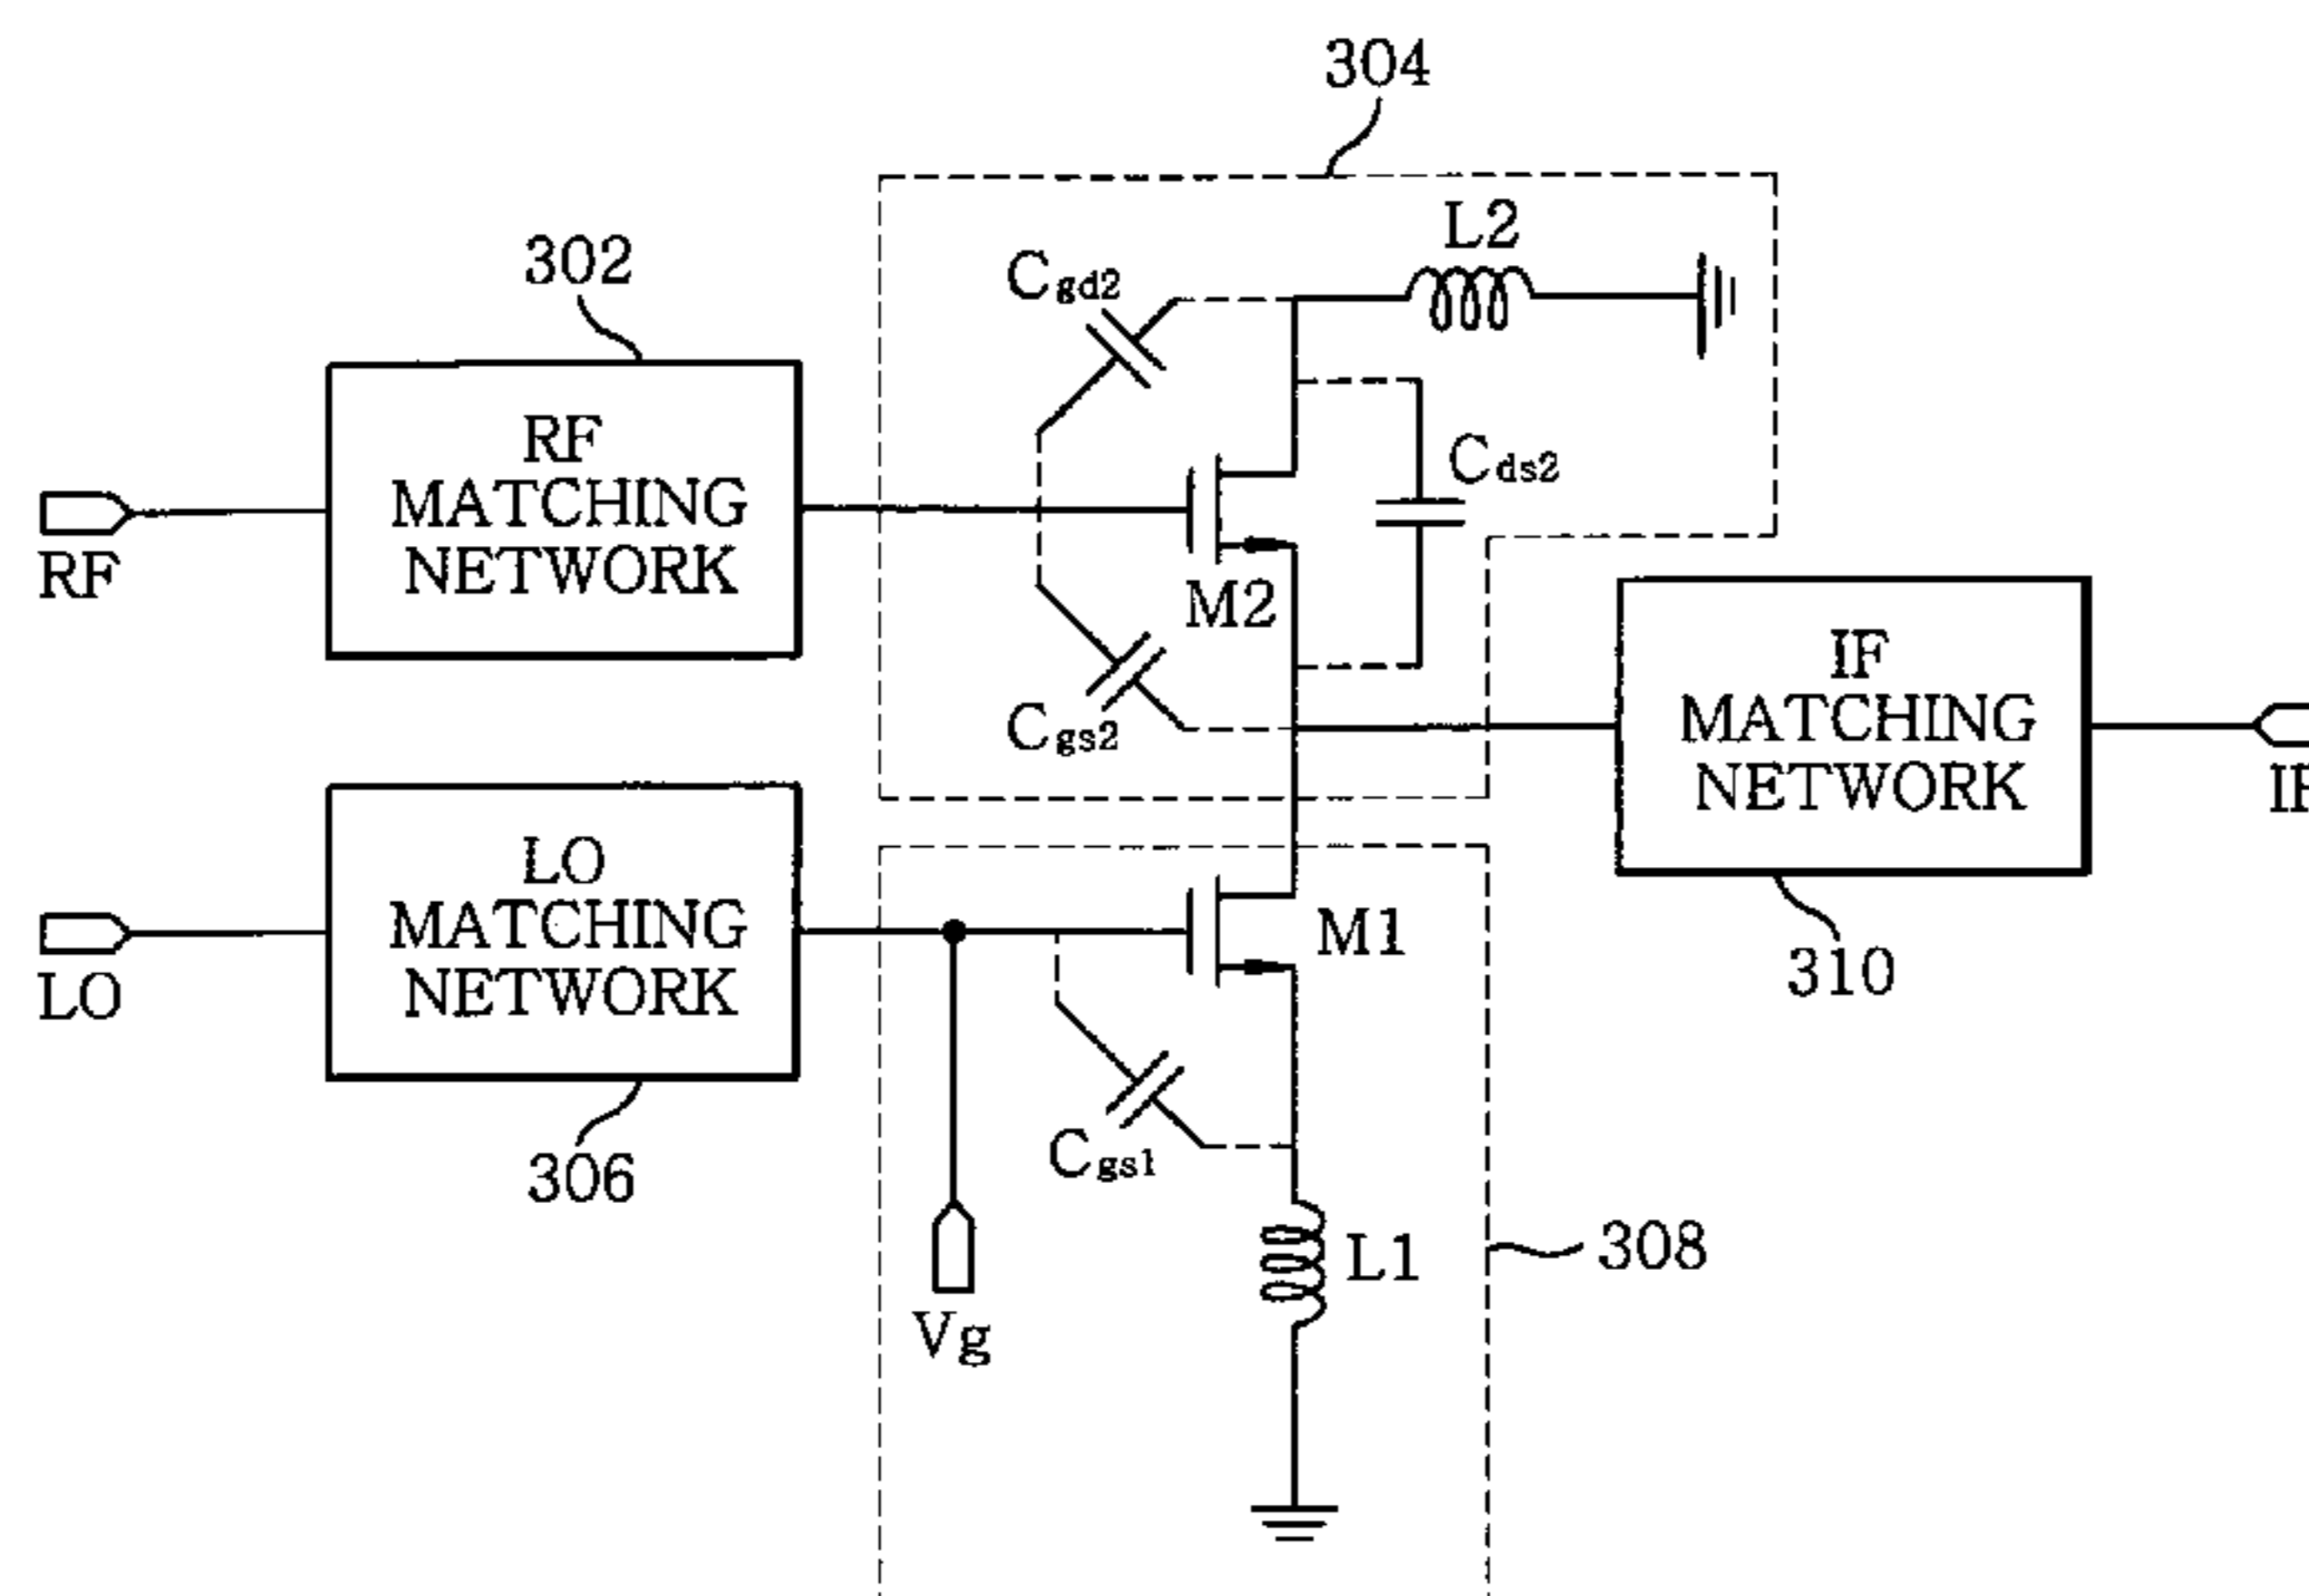 304
302
L2
Cgd2
RF
MATCHING
NETWORK
Cds2
RF
M2
IF
MATCHING
NETWORK
Cgs2
LO
MATCHING
NETWORK
M1
LO
310
Cgs1
306
L1
308
Vg